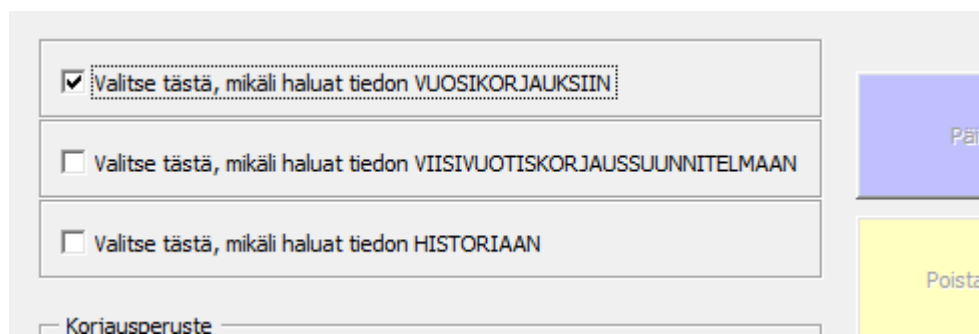 Valitse tästä, mikäli haluat tiedon VUOSIKORJAUKSIIN
Valitse tästä, mikäli haluat tiedon VIISIVUOTISKORJAUSSUUNNITELMAAN
Valitse tästä, mikäli haluat tiedon HISTORIAAN
Korjausperuste